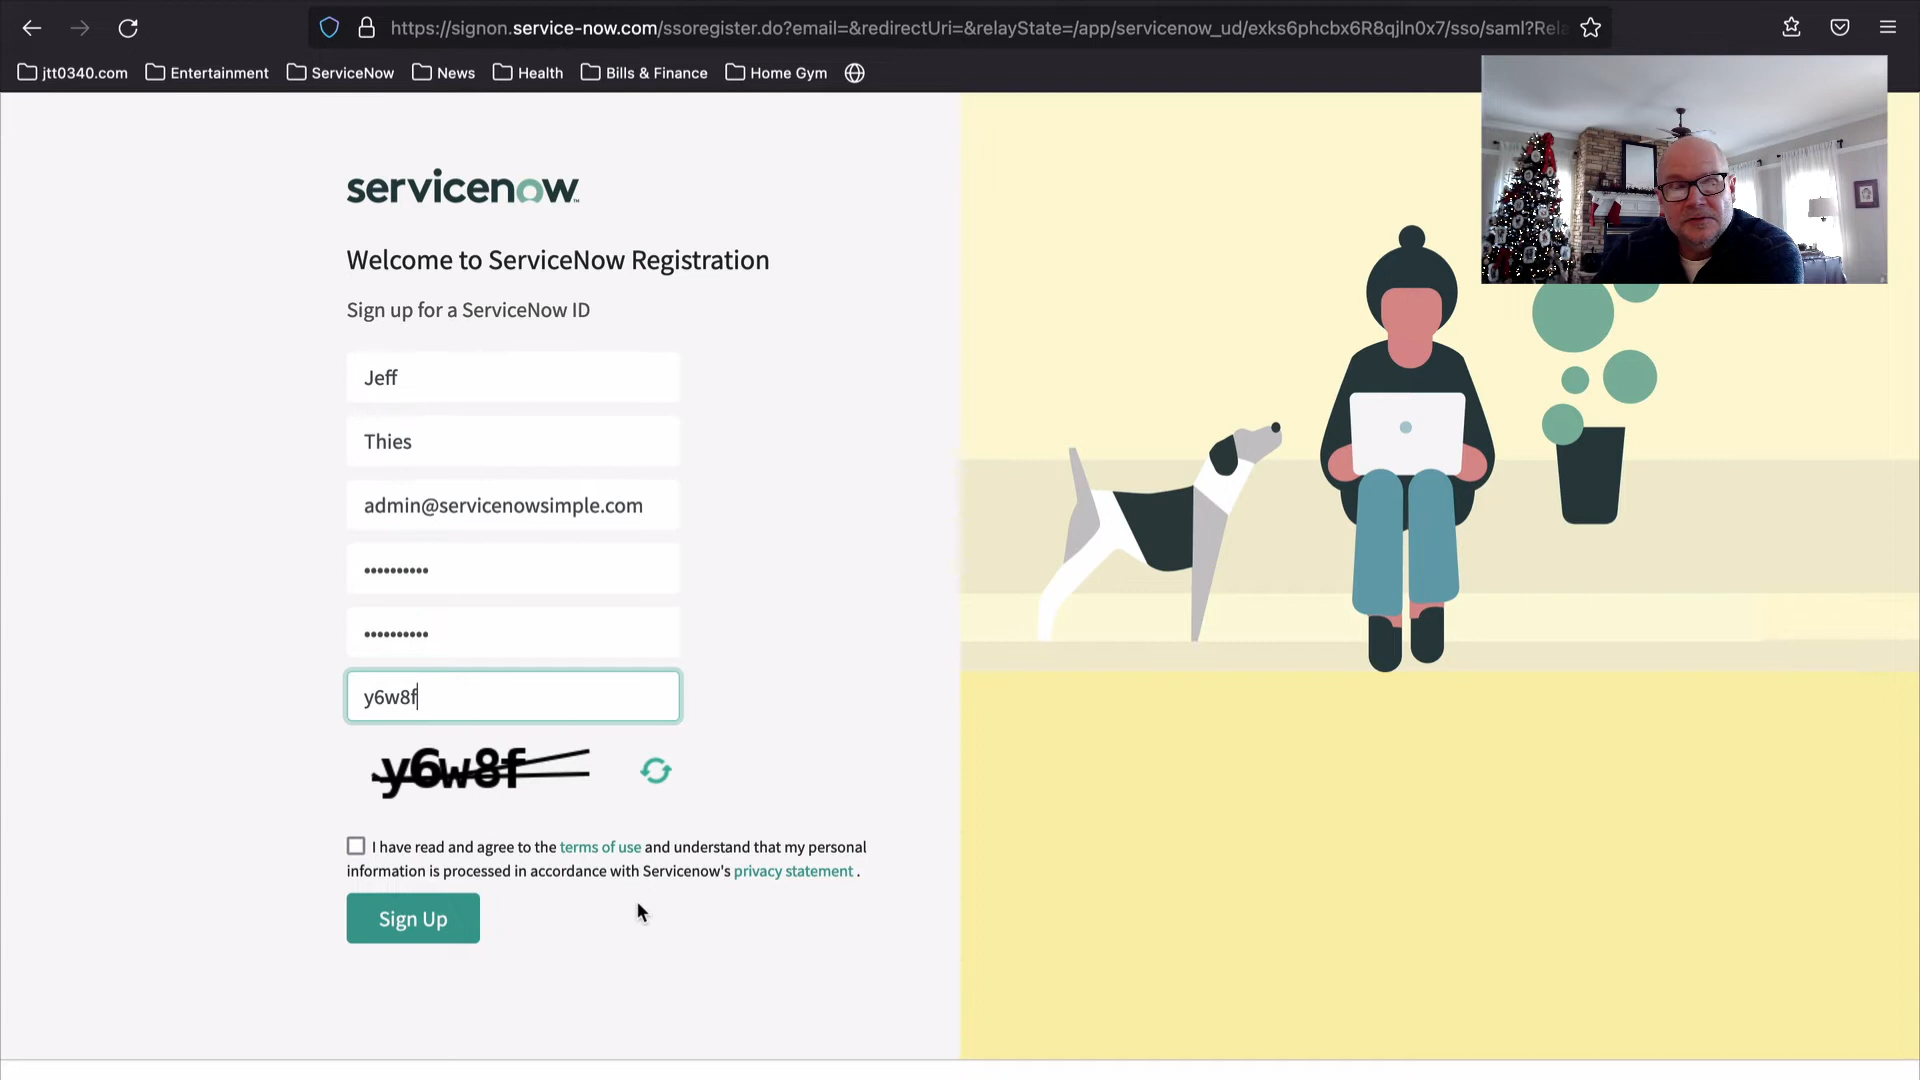 https://signon.service-now.com/ssoregister.do?email=&redirectUri=&relayState=/app/servicenow_ud/exks6phcbx6R8qjln0x7/sso/saml?Rela
jtt0340.com Entertainment ServiceNow News Health Bills & Finance Home Gym
servicenow
Welcome to ServiceNow Registration
Sign up for a ServiceNow ID
Jeff
Thies
admin@servicenowsimple.com
••••••••••
••••••••••
y6w8f
y6w8f
I have read and agree to the terms of use and understand that my personal
information is processed in accordance with Servicenow's privacy statement .
Sign Up